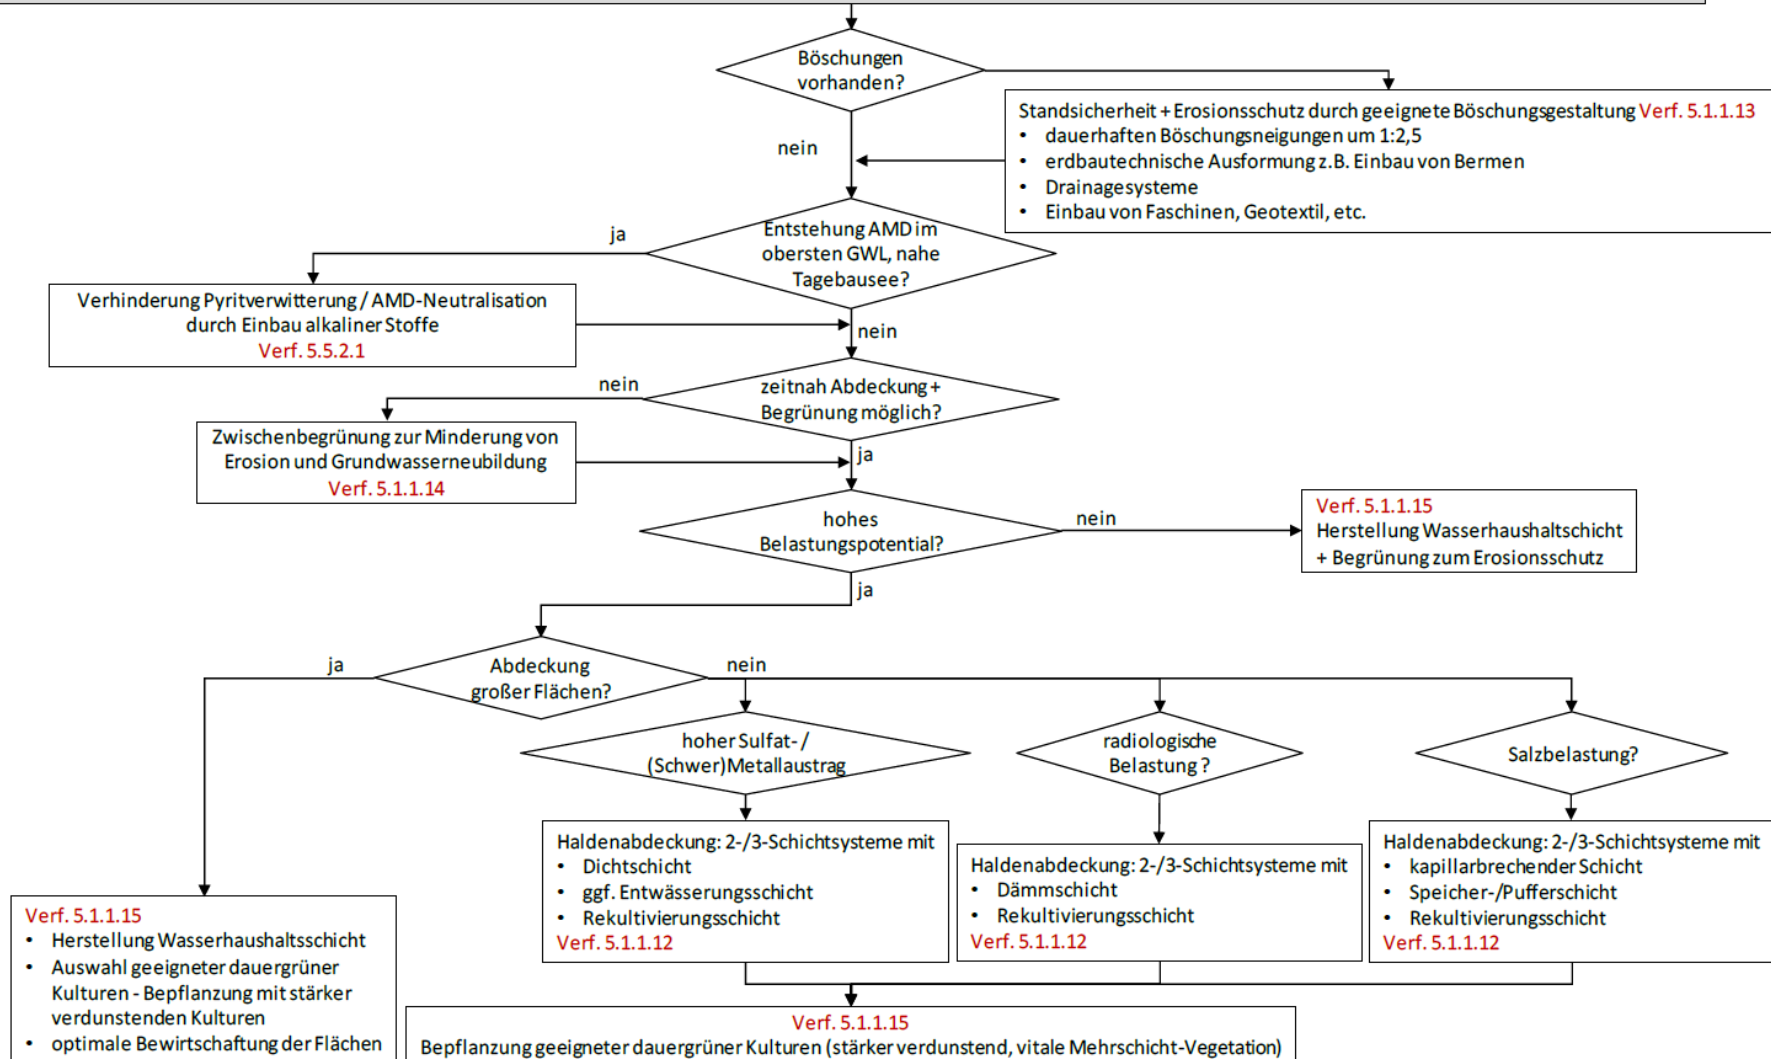 Böschungen
vorhanden?
Standsicherheit + Erosionsschutz durch geeignete Böschungsgestaltung Verf. 5.1.1.13
• dauerhaften Böschungsneigungen um 1:2,5
• erdbautechnische Ausformung z.B. Einbau von Bermen
• Drainagesysteme
• Einbau von Faschinen, Geotextil, etc.
nein
Entstehung AMD im
obersten GWL, nahe
Tagebausee?
ja
Verhinderung Pyritverwitterung / AMD-Neutralisation
durch Einbau alkaliner Stoffe
Verf. 5.5.2.1
nein
zeitnah Abdeckung +
Begrünung möglich?
nein
Zwischenbegrünung zur Minderung von
Erosion und Grundwasserneubildung
Verf. 5.1.1.14
ja
hohes
Belastungspotential?
nein
Verf. 5.1.1.15
Herstellung Wasserhaushaltschicht
+ Begrünung zum Erosionsschutz
ja
Abdeckung
großer Flächen?
ja
nein
hoher Sulfat- /
(Schwer)Metallaustrag
radiologische
Belastung ?
Salzbelastung?
Haldenabdeckung: 2-/3-Schichtsysteme mit
• Dichtschicht
• ggf. Entwässerungsschicht
• Rekultivierungsschicht
Verf. 5.1.1.12
Haldenabdeckung: 2-/3-Schichtsysteme mit
• Dämmschicht
• Rekultivierungsschicht
Verf. 5.1.1.12
Haldenabdeckung: 2-/3-Schichtsysteme mit
• kapillarbrechender Schicht
• Speicher-/Pufferschicht
• Rekultivierungsschicht
Verf. 5.1.1.12
Verf. 5.1.1.15
• Herstellung Wasserhaushaltsschicht
• Auswahl geeigneter dauergrüner
Kulturen - Bepflanzung mit stärker
verdunstenden Kulturen
• optimale Bewirtschaftung der Flächen
Verf. 5.1.1.15
Bepflanzung geeigneter dauergrüner Kulturen (stärker verdunstend, vitale Mehrschicht-Vegetation)